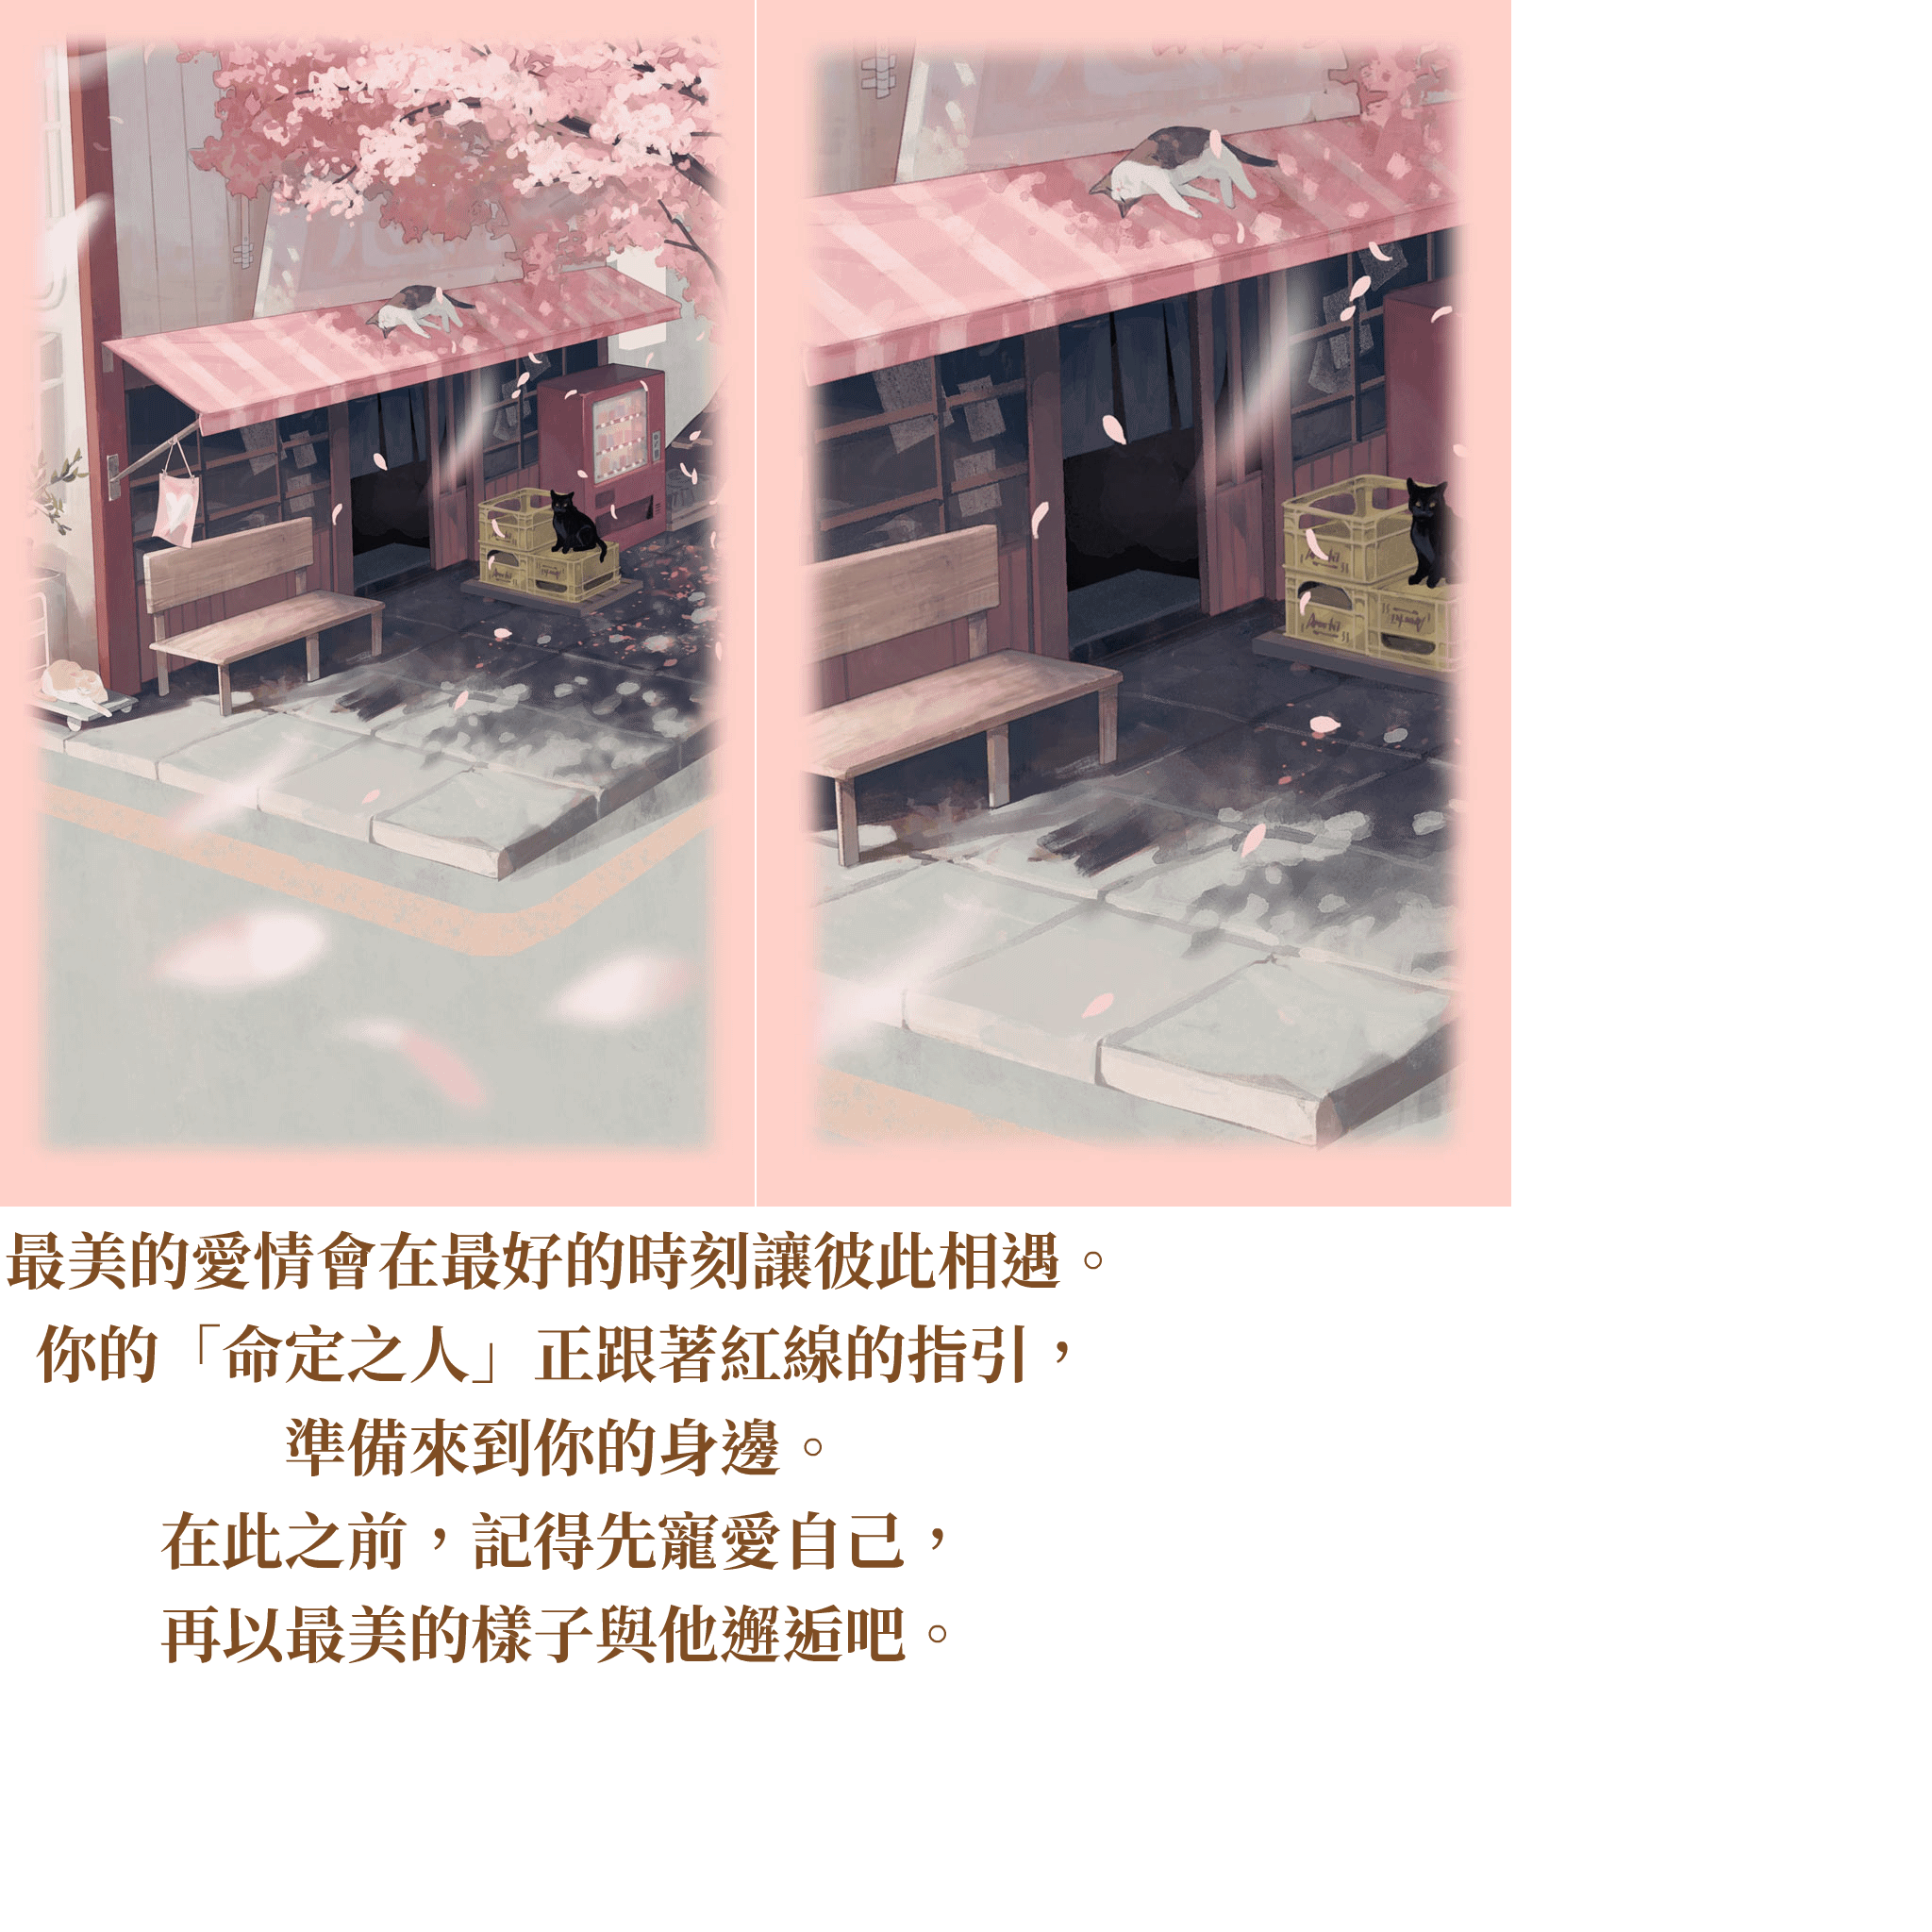 最美的愛情會在最好的時刻讓彼此相遇。
你的「命定之人」正跟著紅線的指引，
準備來到你的身邊。
在此之前，記得先寵愛自己，
再以最美的樣子與他邂逅吧。